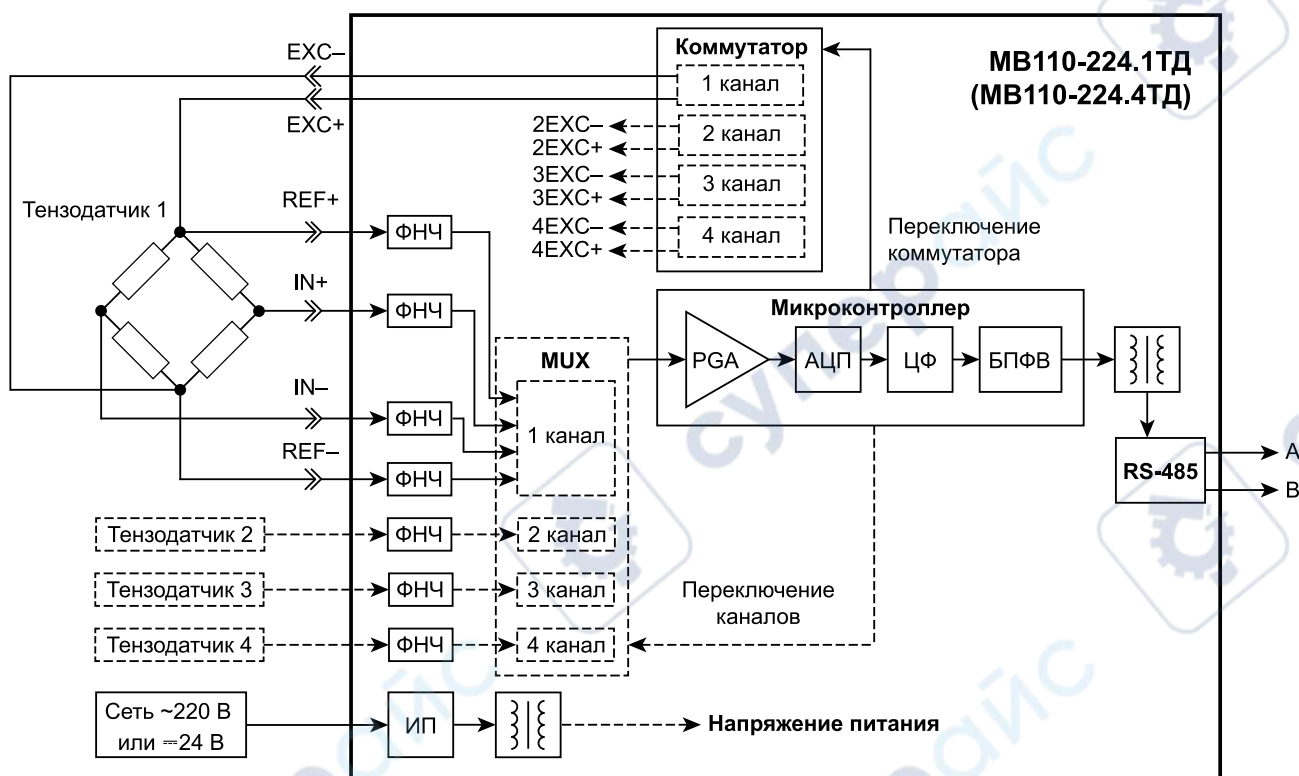 МВ110-224.1ТД
(МВ110-224.4ТД)
Коммутатор
1 канал
2 канал
3 канал
4 канал
EXC–
EXC+
2EXC–
2EXC+
3EXC–
3EXC+
4EXC–
4EXC+
Тензодатчик 1
REF+
ФНЧ
IN+
ФНЧ
IN–
ФНЧ
REF–
ФНЧ
MUX
1 канал
Переключение
коммутатора
Микроконтроллер
PGA
АЦП
ЦФ
БПФВ
RS-485
A
B
Тензодатчик 2
ФНЧ
2 канал
Тензодатчик 3
ФНЧ
3 канал
Тензодатчик 4
ФНЧ
4 канал
Переключение
каналов
Сеть ~220 В
или ⎓24 В
ИП
Напряжение питания
суперайс